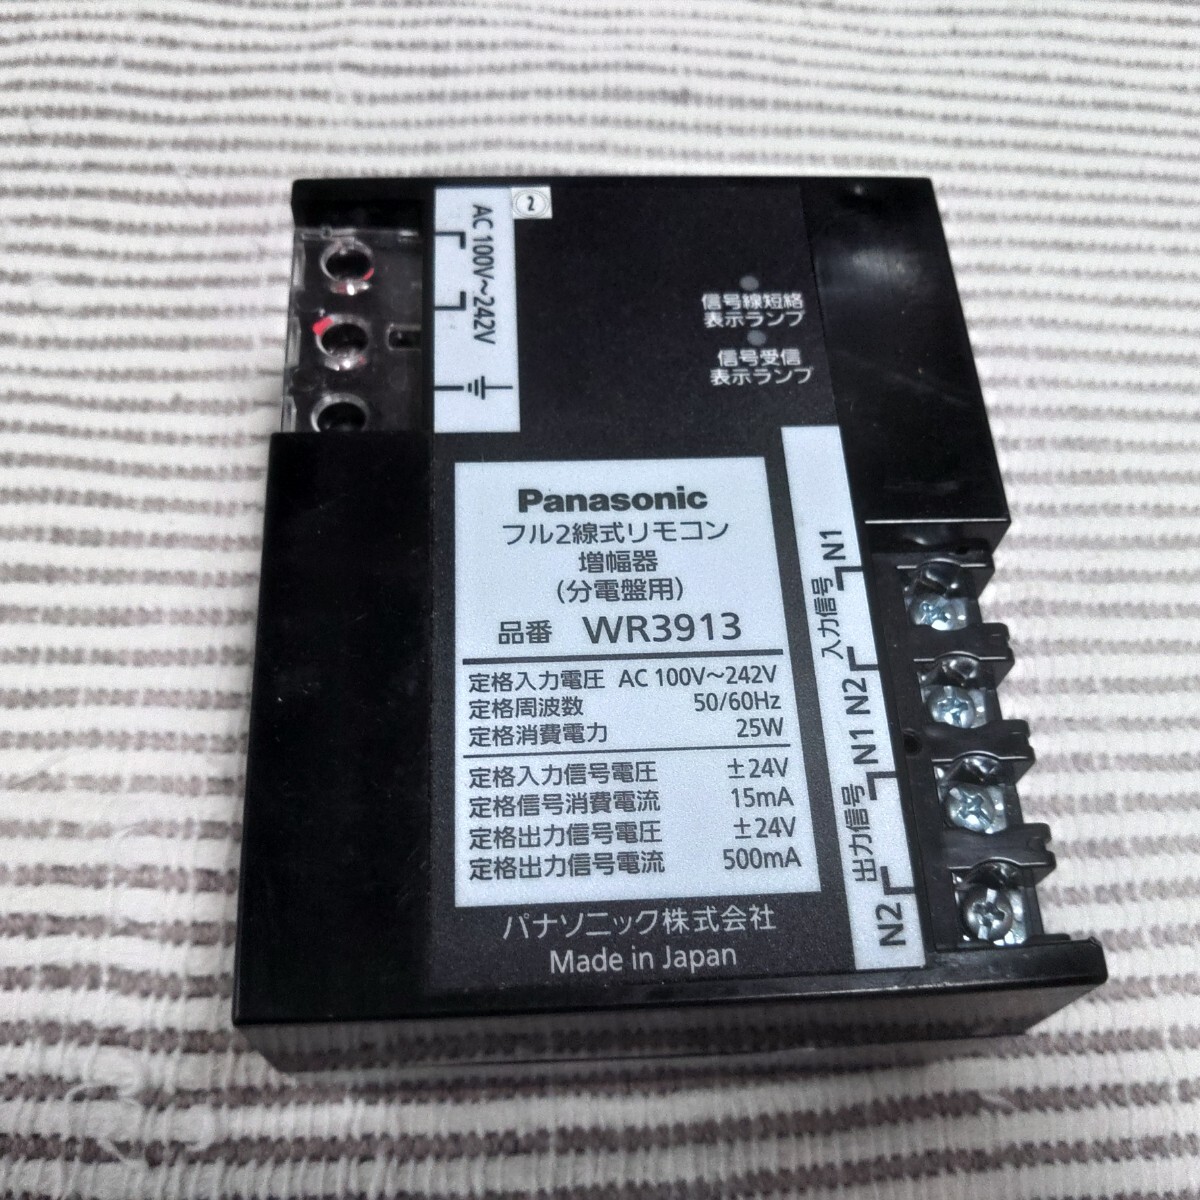 AC 100V～242V
2
信号線短絡
表示ランプ
信号受信
表示ランプ
Panasonic
フル2線式リモコン
増幅器
(分電盤用)
品番 WR3913
定格入力電圧 AC 100V～242V
定格周波数 50/60Hz
定格消費電力 25W
定格入力信号電圧 ±24V
定格信号消費電流 15mA
定格出力信号電圧 ±24V
定格出力信号電流 500mA
パナソニック株式会社
Made in Japan
N1
入力信号
N2
N1
出力信号
N2